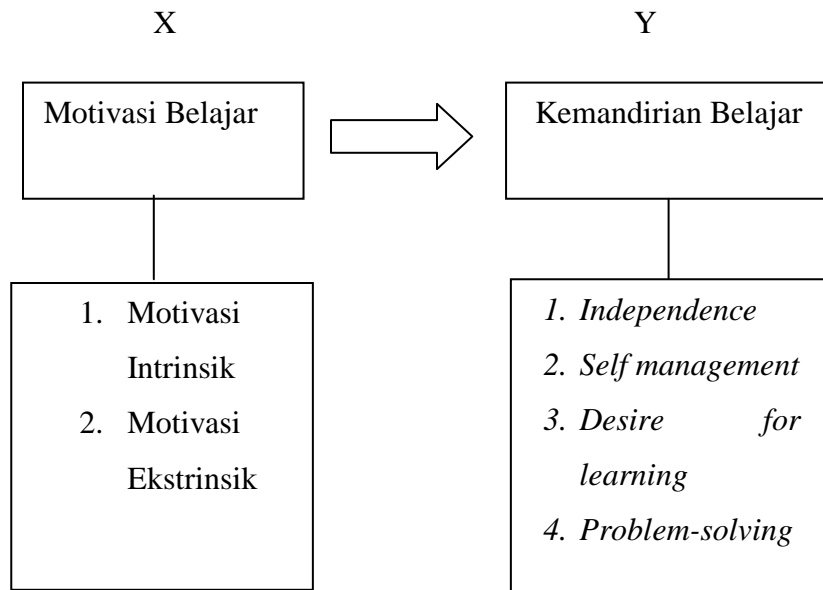 X
Y
Motivasi Belajar
Kemandirian Belajar
1. Motivasi
Intrinsik
2. Motivasi
Ekstrinsik
1. Independence
2. Self management
3. Desire for
learning
4. Problem-solving